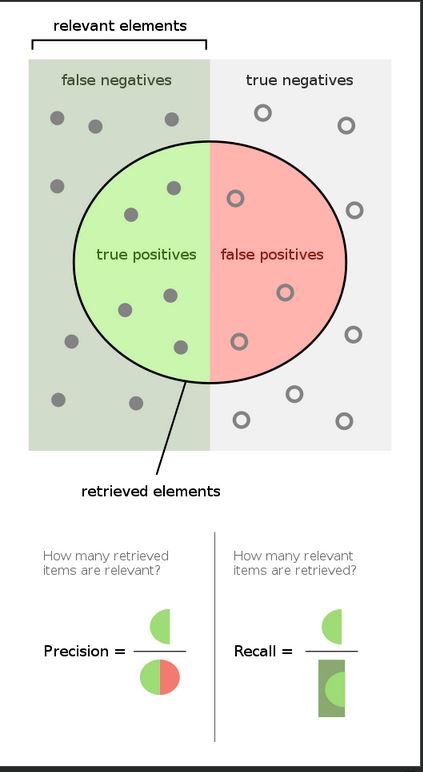 relevant elements
false negatives
true negatives
true positives
false positives
retrieved elements
How many retrieved
items are relevant?
How many relevant
items are retrieved?
Precision =
Recall =